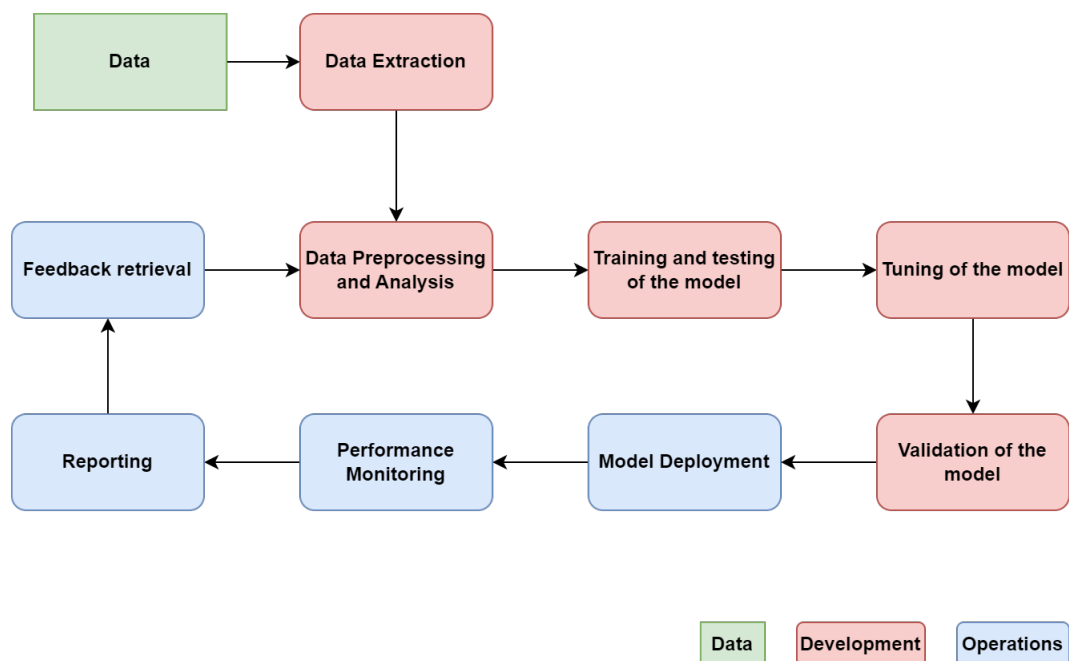 Data
Data Extraction
Feedback retrieval
Data Preprocessing
and Analysis
Training and testing
of the model
Tuning of the model
Reporting
Performance
Monitoring
Model Deployment
Validation of the
model
Data
Development
Operations